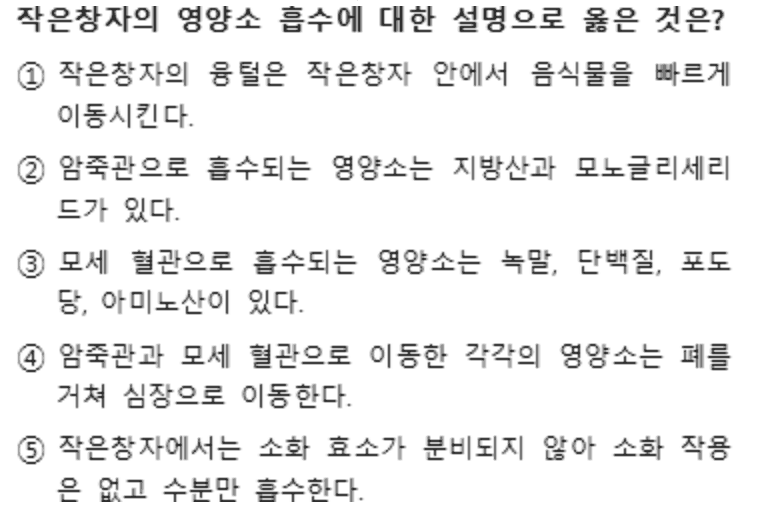 작은창자의 영양소 흡수에 대한 설명으로 옳은 것은?
① 작은창자의 융털은 작은창자 안에서 음식물을 빠르게
이동시킨다.
② 암죽관으로 흡수되는 영양소는 지방산과 모노글리세리
드가 있다.
③ 모세 혈관으로 흡수되는 영양소는 녹말, 단백질, 포도
당, 아미노산이 있다.
④ 암죽관과 모세 혈관으로 이동한 각각의 영양소는 폐를
거쳐 심장으로 이동한다.
⑤ 작은창자에서는 소화 효소가 분비되지 않아 소화 작용
은 없고 수분만 흡수한다.